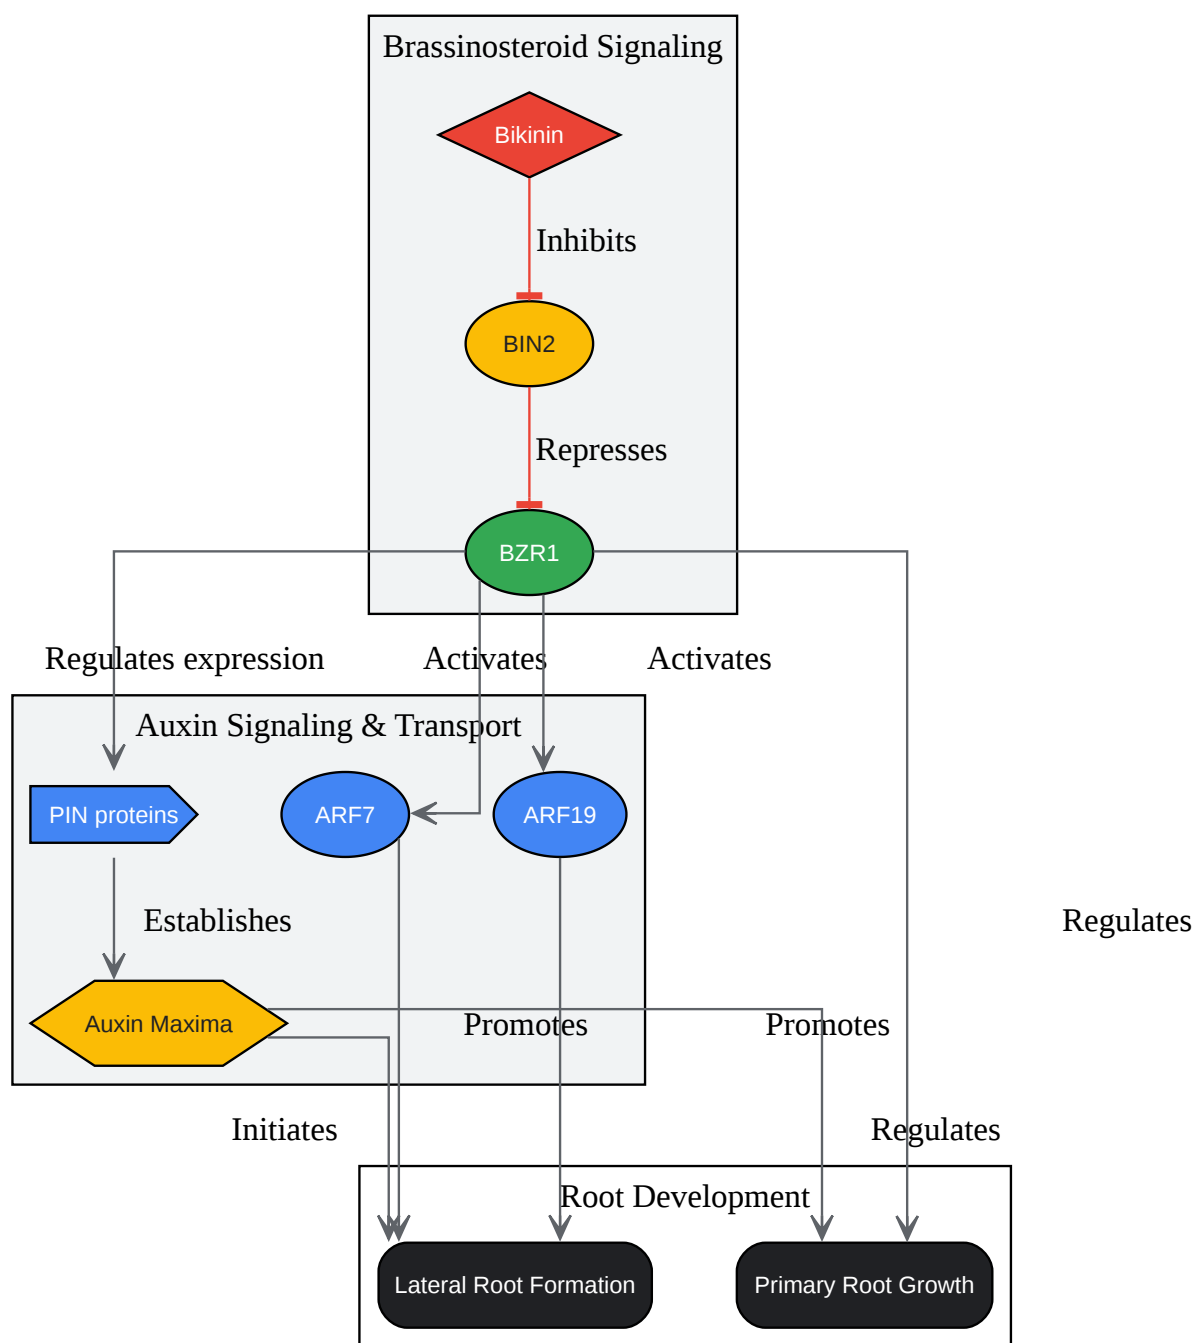 Brassinosteroid Signaling
Bikinin
Inhibits
BIN2
Represses
BZR1
Regulates expression
Activates
Activates
Auxin Signaling & Transport
PIN proteins
ARF7
ARF19
Establishes
Regulates
Auxin Maxima
Promotes
Promotes
Initiates
Regulates
Root Development
Lateral Root Formation
Primary Root Growth